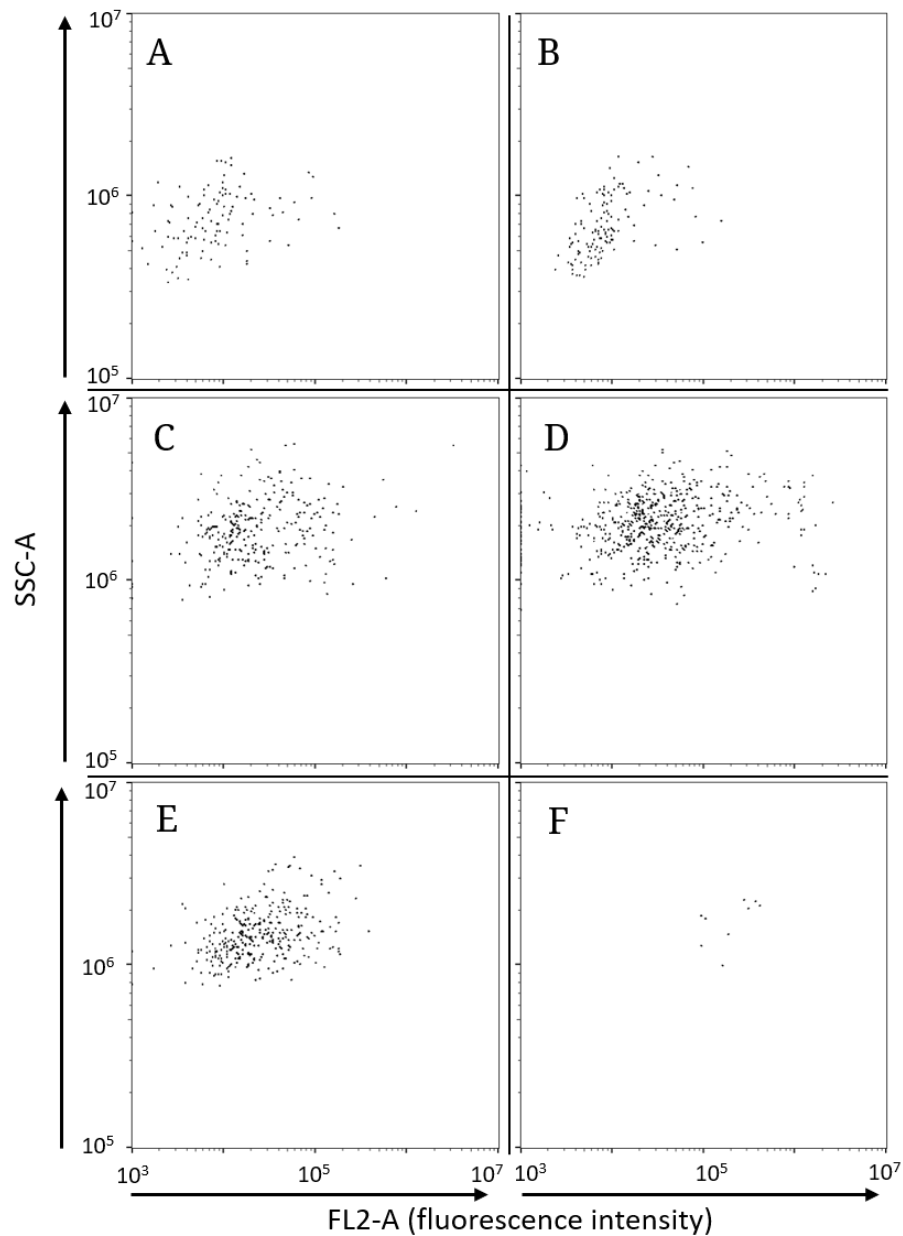 10⁷
A
B
10⁶
10⁵
10⁷
C
D
SSC-A
10⁶
10⁵
10⁷
E
F
10⁶
10⁵
10³ 10⁵ 10⁷ 10³ 10⁵ 10⁷
FL2-A (fluorescence intensity)